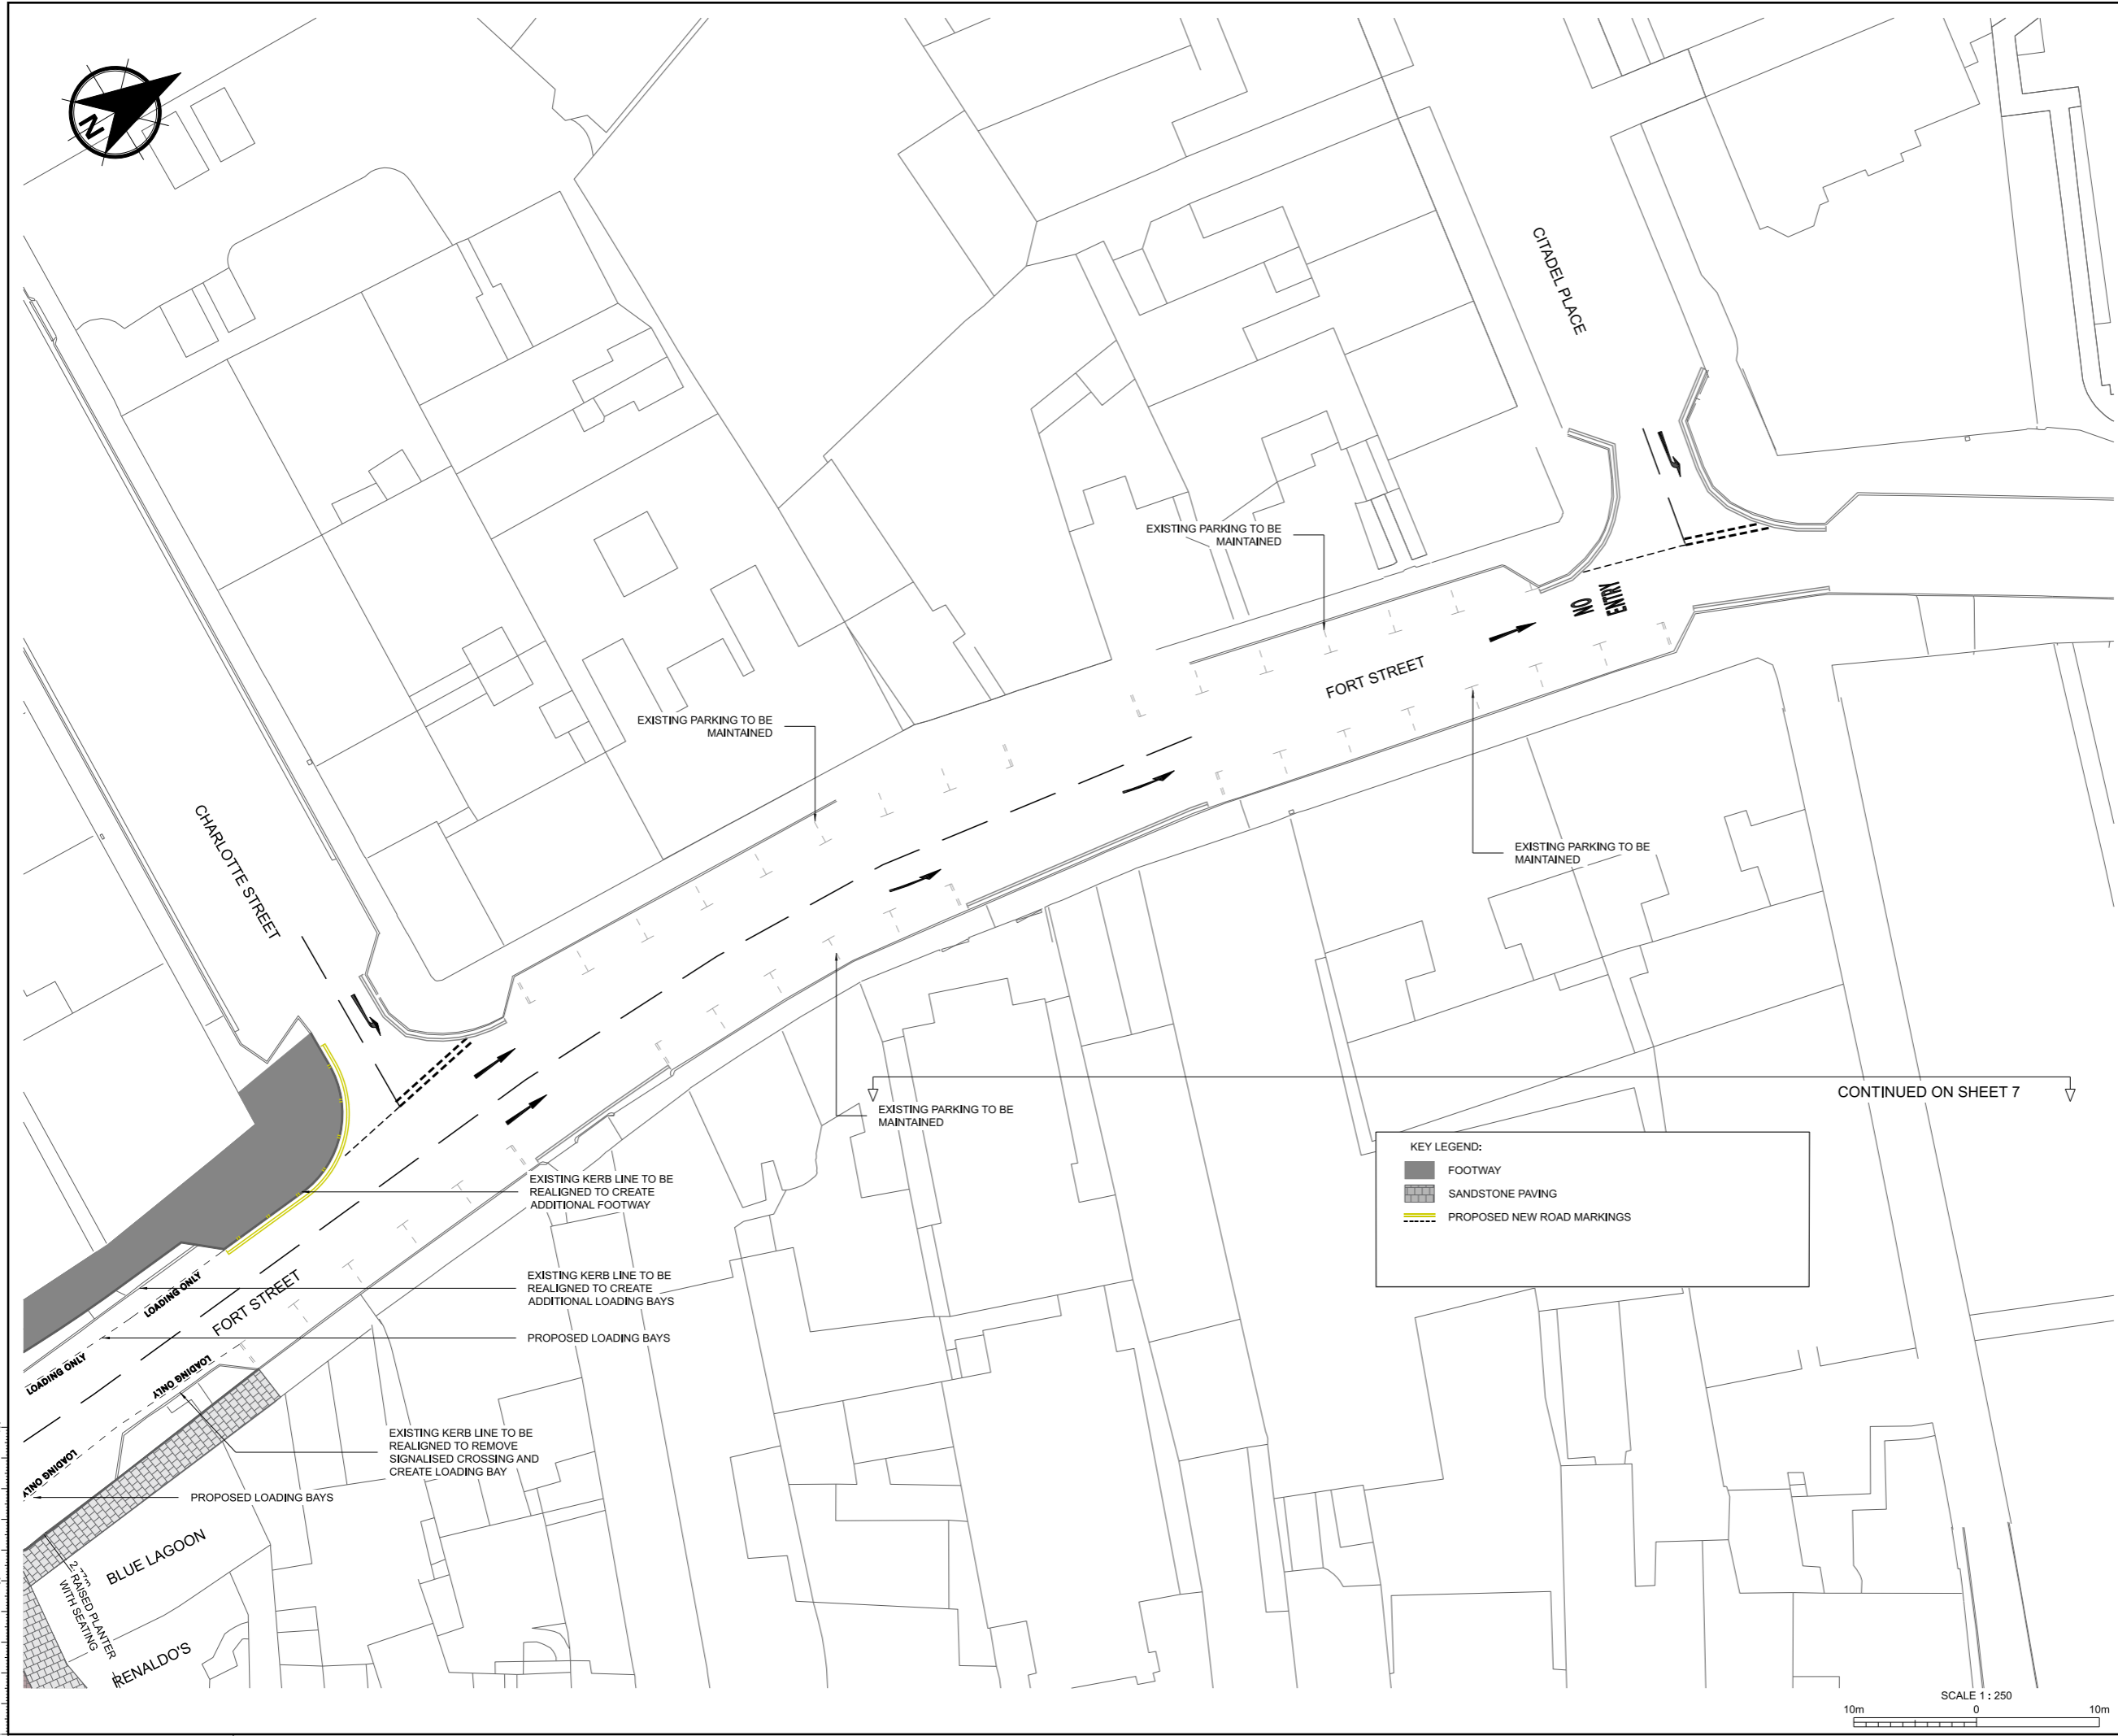 N
CITADEL PLACE
EXISTING PARKING TO BE
MAINTAINED
NO
ENTRY
FORT STREET
EXISTING PARKING TO BE
MAINTAINED
CHARLOTTE STREET
EXISTING PARKING TO BE
MAINTAINED
EXISTING PARKING TO BE
MAINTAINED
CONTINUED ON SHEET 7
KEY LEGEND:
FOOTWAY
SANDSTONE PAVING
PROPOSED NEW ROAD MARKINGS
EXISTING KERB LINE TO BE
REALIGNED TO CREATE
ADDITIONAL FOOTWAY
EXISTING KERB LINE TO BE
REALIGNED TO CREATE
ADDITIONAL LOADING BAYS
LOADING ONLY
FORT STREET
PROPOSED LOADING BAYS
LOADING ONLY
LOADING ONLY
EXISTING KERB LINE TO BE
REALIGNED TO REMOVE
SIGNALISED CROSSING AND
CREATE LOADING BAY
LOADING ONLY
PROPOSED LOADING BAYS
BLUE LAGOON
RAISED PLANTER
WITH SEATING
RENALDO'S
SCALE 1 : 250
10m 0 10m